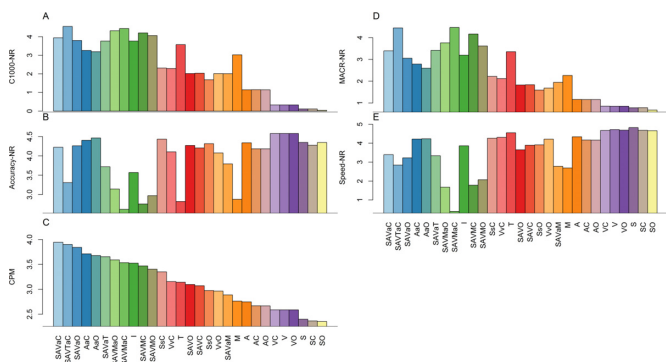 A
C1000-NR
0 1 2 3 4
B
Accuracy-NR
3.0 3.5 4.0 4.5
C
CPM
2.5 3.0 3.5 4.0
SAVaC SAVTaC SAVaO AaC AaO SAVaT SAVMaO SAVMaC I SAVMC SAVMO SsC VvC T SAVO SAVC SsO VvO SAVaM M A AC AO VC V VO S SC SO
D
MACR-NR
1 2 3 4
E
Speed-NR
1 2 3 4 5
SAVaC SAVTaC SAVaO AaC AaO SAVaT SAVMaO SAVMaC I SAVMC SAVMO SsC VvC T SAVO SAVC SsO VvO SAVaM M A AC AO VC V VO S SC SO